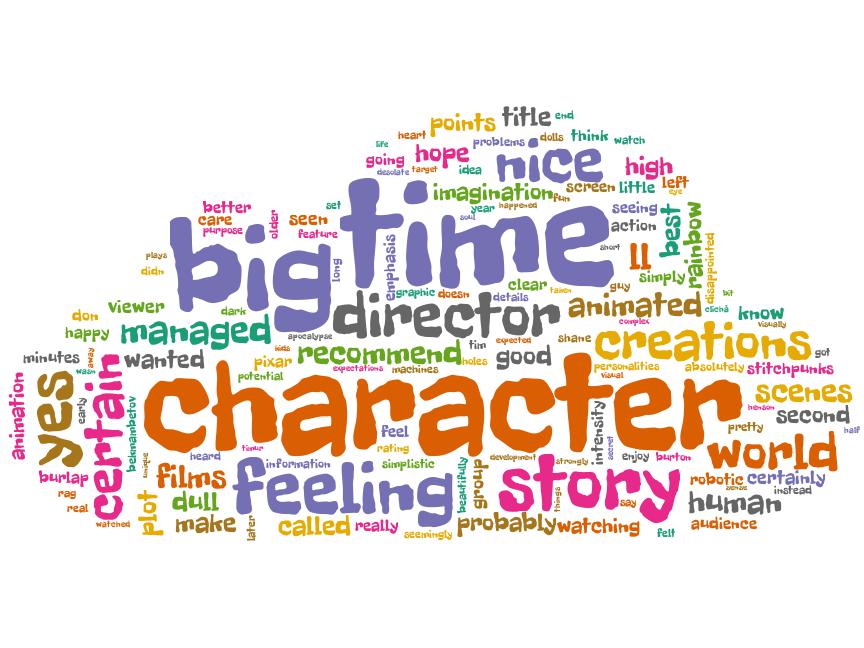 points
title
end
heart
life
problems
dolls
think
watch
going
hope
desolate
target
idea
nice
high
imagination
fun
screen
little
left
eye
better
care
purpose
older
set
seen
feature
year
happened
soul
seeing
action
best
rainbow
disappointed
big
time
long
emphasis
short
ll
simply
plays
didn
graphic
doesn
clear
details
taken
guy
bit
don
viewer
dark
happy
managed
director
animated
complex
clichã
know
visually
apocalypse
tim
expected
shane
creations
got
minutes
away
wasn
wanted
pixar
kids
recommend
expectations
machines
holes
good
personalities
visual
absolutely
stitchpunks
potential
animation
yes
early
certain
bekmambetov
character
intensity
secret
scenes
henson
second
pretty
half
feel
rating
world
burlap
rag
real
watched
unique
plot
heard
timur
films
dull
make
later
information
feeling
simplistic
beautifully
group
development
strongly
story
things
say
enjoy
burton
robotic
certainly
sense
instead
human
audience
called
really
seemingly
probably
watching
felt